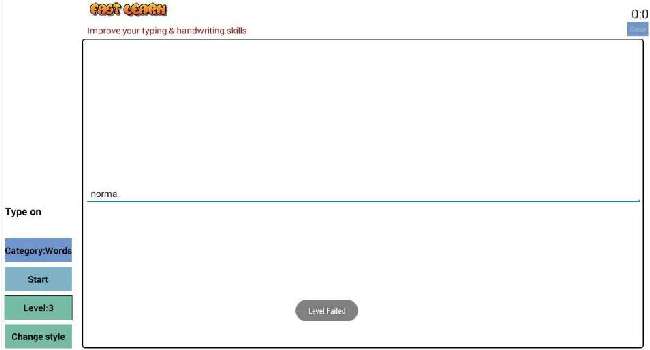 FAST LEARN
0:0
Improve your typing & handwriting skills
norma
Type on
Category:Words
Start
Level:3
Level Failed
Change style